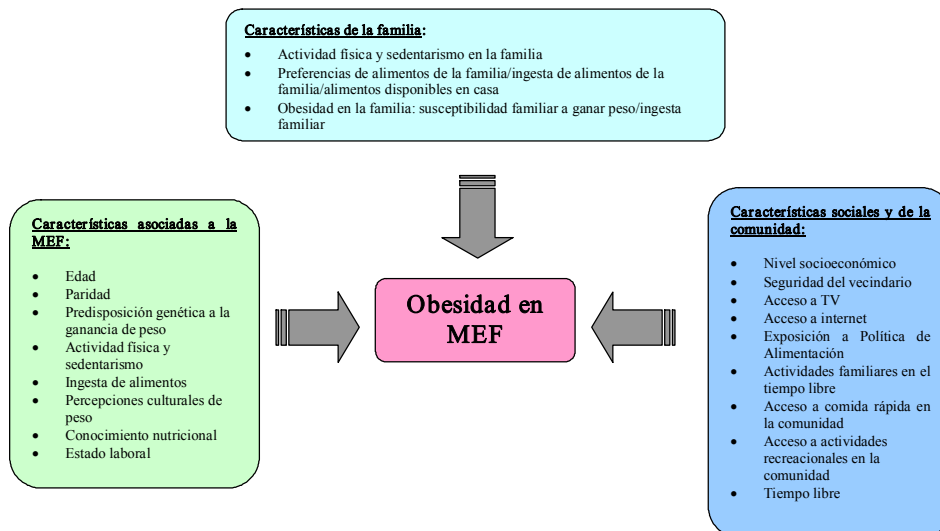 Características de la familia:
• Actividad física y sedentarismo en la familia
• Preferencias de alimentos de la familia/ingesta de alimentos de la
familia/alimentos disponibles en casa
• Obesidad en la familia: susceptibilidad familiar a ganar peso/ingesta
familiar
Características asociadas a la
MEF:
• Edad
• Paridad
• Predisposición genética a la
ganancia de peso
• Actividad física y
sedentarismo
• Ingesta de alimentos
• Percepciones culturales de
peso
• Conocimiento nutricional
• Estado laboral
Obesidad en
MEF
Características sociales y de la
comunidad:
• Nivel socioeconómico
• Seguridad del vecindario
• Acceso a TV
• Acceso a internet
• Exposición a Política de
Alimentación
• Actividades familiares en el
tiempo libre
• Acceso a comida rápida en
la comunidad
• Acceso a actividades
recreacionales en la
comunidad
• Tiempo libre